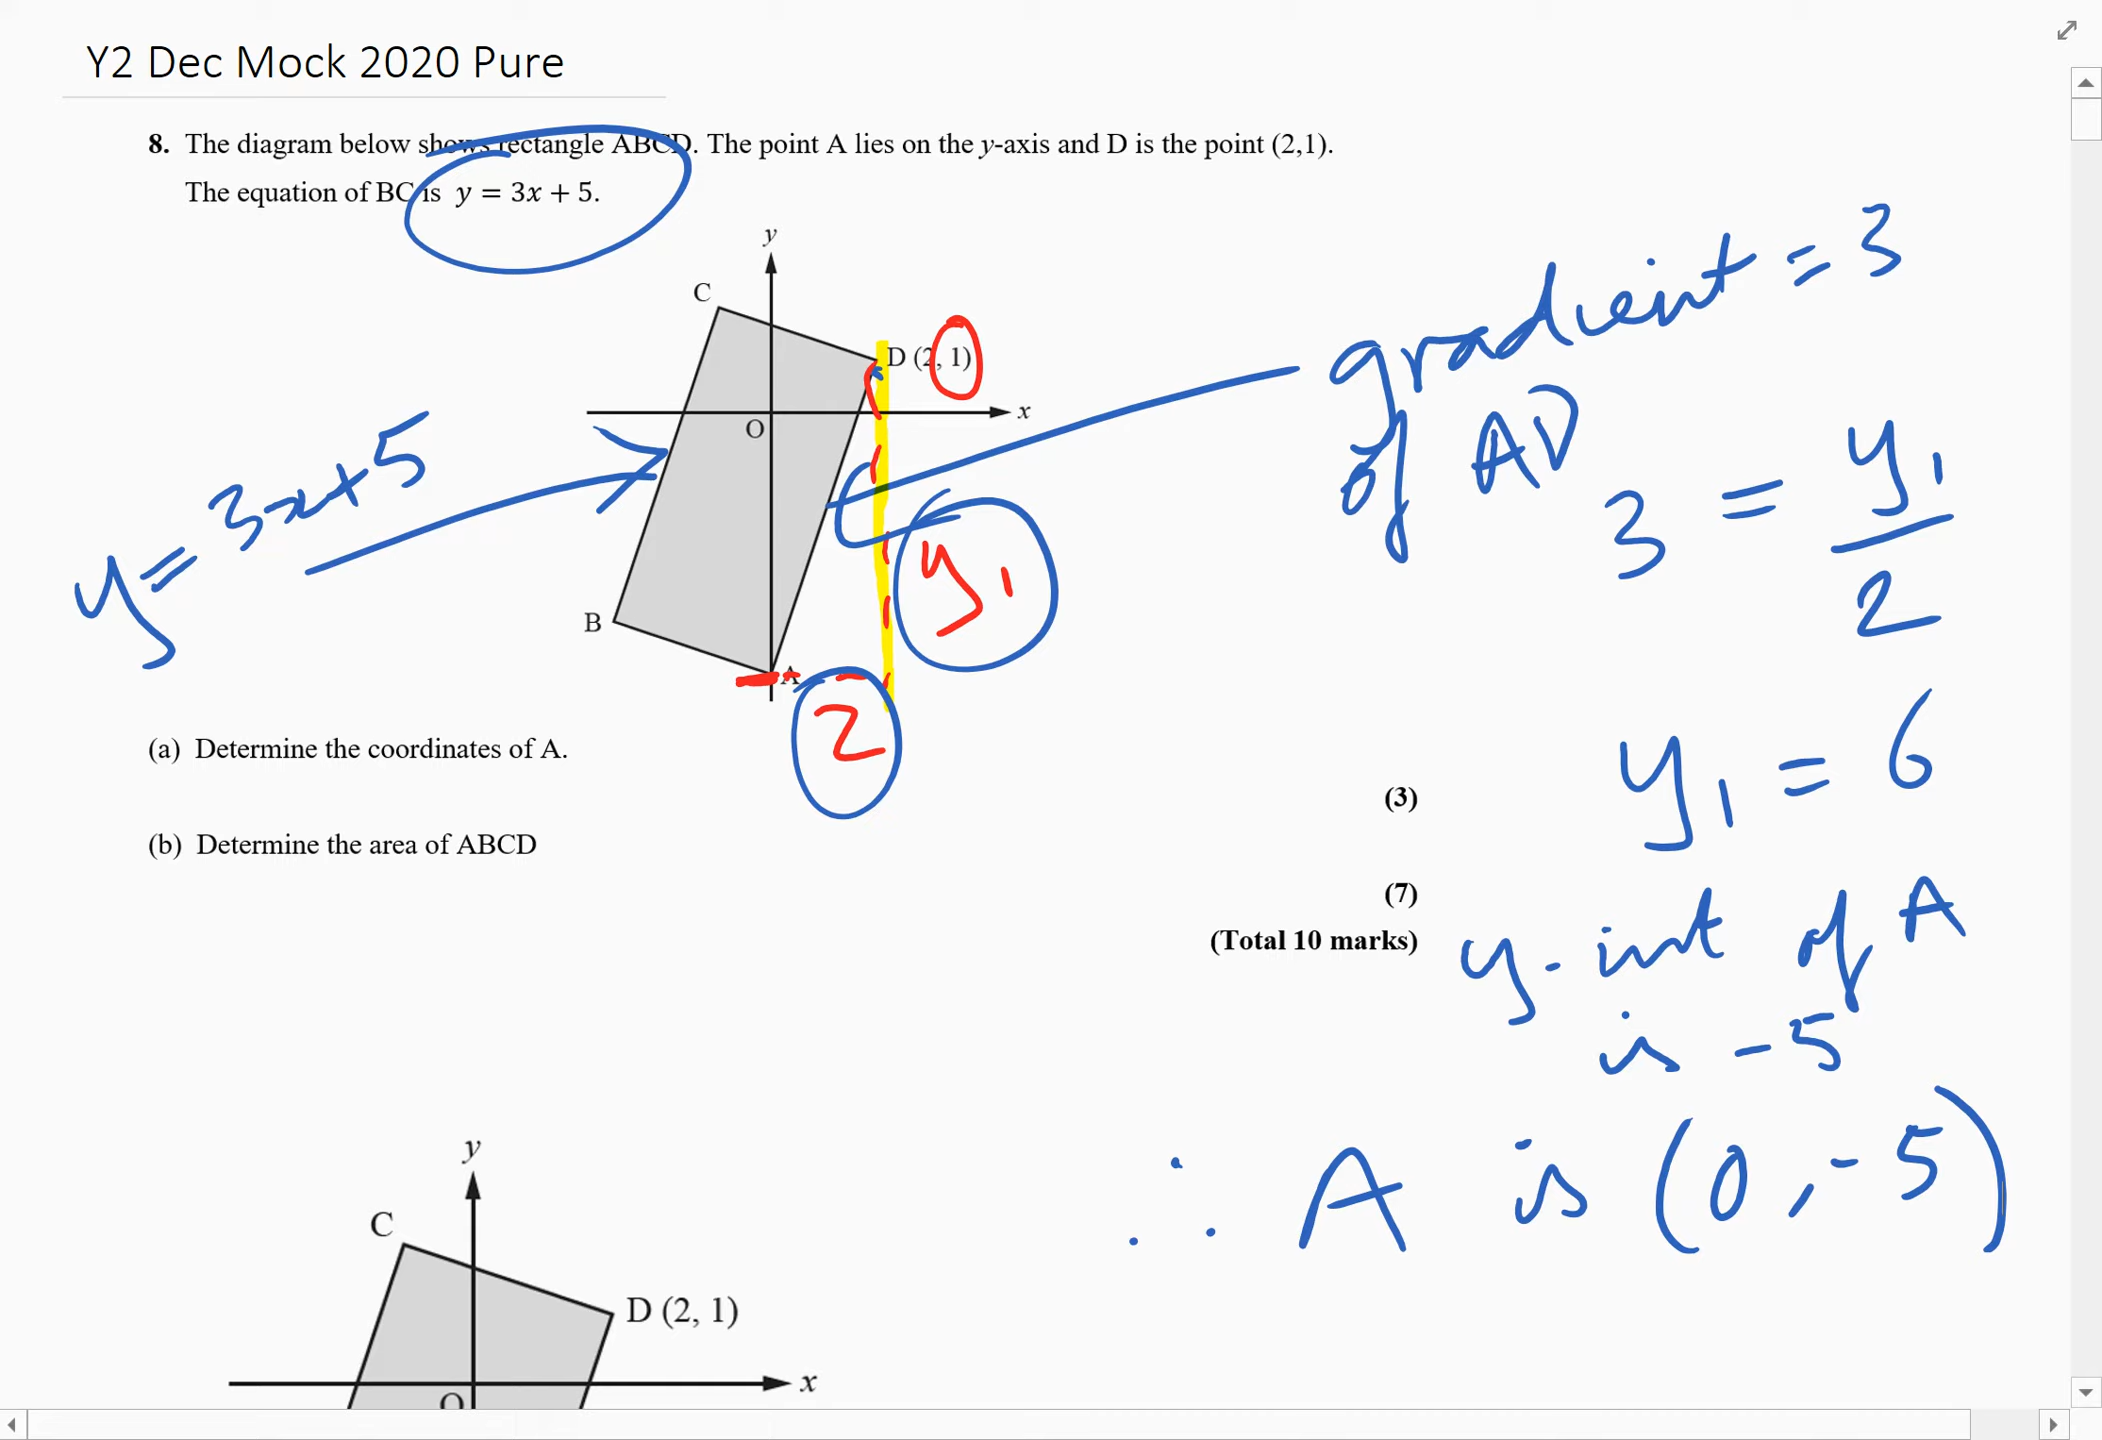 Y2 Dec Mock 2020 Pure
8. The diagram below shows rectangle ABCD. The point A lies on the y-axis and D is the point (2,1).
The equation of BC is y = 3x + 5.
y
C
D (2, 1)
x
O
B
A
y = 3x+5
y1
2
gradient = 3
of AD
3 = y1
2
y1 = 6
(a) Determine the coordinates of A.
(3)
(b) Determine the area of ABCD
(7)
(Total 10 marks)
y-int of A
is -5
∴ A is (0, -5)
y
C
D (2, 1)
x
O